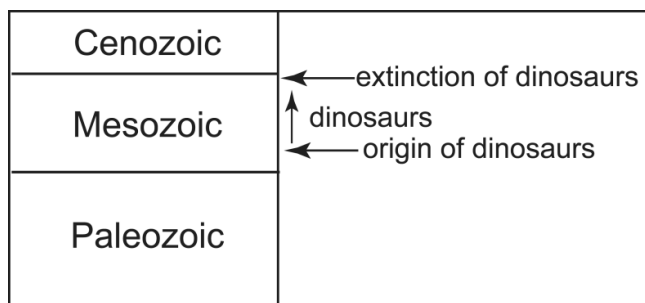 Cenozoic
extinction of dinosaurs
Mesozoic
dinosaurs
origin of dinosaurs
Paleozoic